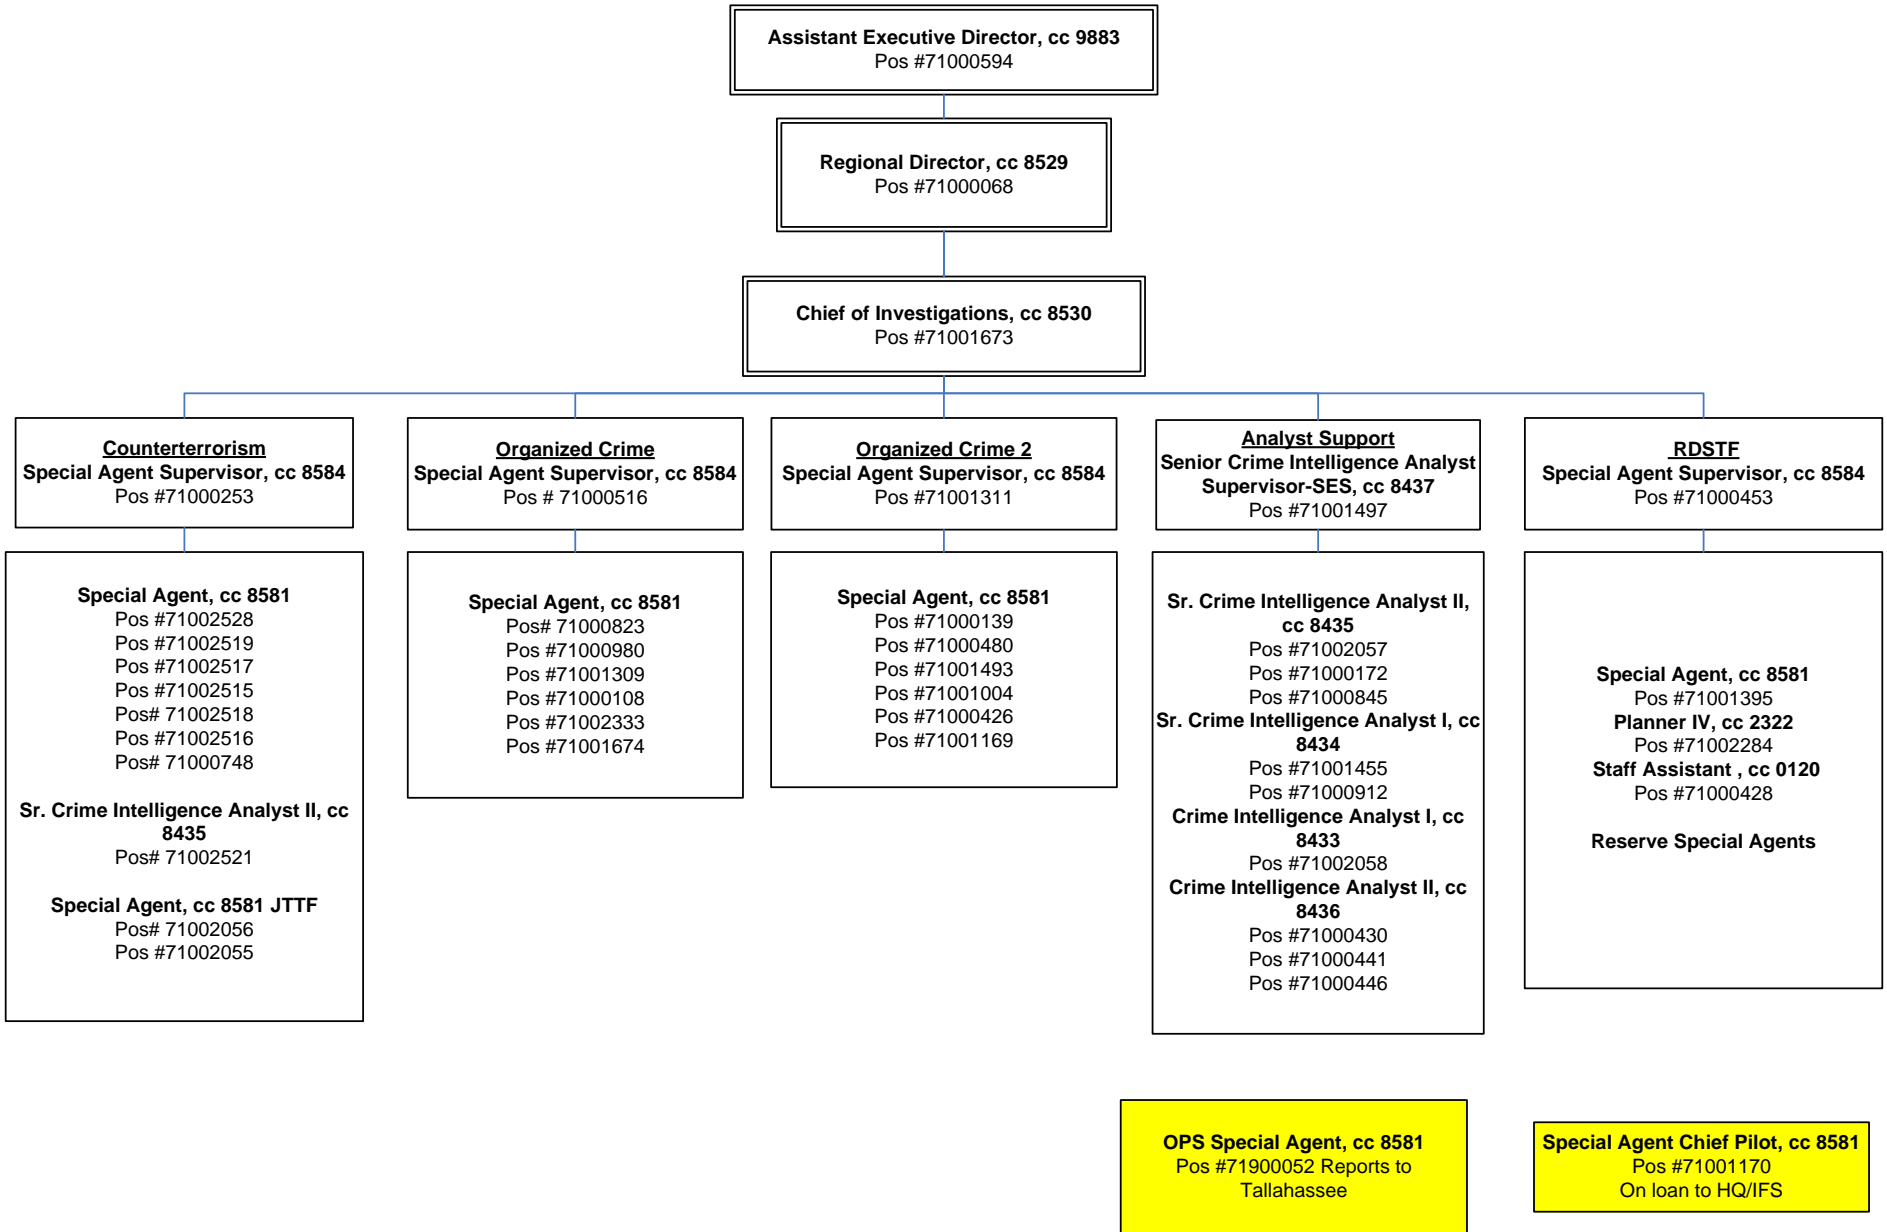 Assistant Executive Director, cc 9883
Pos #71000594
Regional Director, cc 8529
Pos #71000068
Chief of Investigations, cc 8530
Pos #71001673
Counterterrorism
Special Agent Supervisor, cc 8584
Pos #71000253
Organized Crime
Special Agent Supervisor, cc 8584
Pos # 71000516
Organized Crime 2
Special Agent Supervisor, cc 8584
Pos #71001311
Analyst Support
Senior Crime Intelligence Analyst
Supervisor-SES, cc 8437
Pos #71001497
RDSTF
Special Agent Supervisor, cc 8584
Pos #71000453
Special Agent, cc 8581
Pos #71002528
Pos #71002519
Pos #71002517
Pos #71002515
Pos# 71002518
Pos #71002516
Pos# 71000748
Sr. Crime Intelligence Analyst II, cc
8435
Pos# 71002521
Special Agent, cc 8581 JTTF
Pos# 71002056
Pos #71002055
Special Agent, cc 8581
Pos# 71000823
Pos #71000980
Pos #71001309
Pos #71000108
Pos #71002333
Pos #71001674
Special Agent, cc 8581
Pos #71000139
Pos #71000480
Pos #71001493
Pos #71001004
Pos #71000426
Pos #71001169
Sr. Crime Intelligence Analyst II,
cc 8435
Pos #71002057
Pos #71000172
Pos #71000845
Sr. Crime Intelligence Analyst I, cc
8434
Pos #71001455
Pos #71000912
Crime Intelligence Analyst I, cc
8433
Pos #71002058
Crime Intelligence Analyst II, cc
8436
Pos #71000430
Pos #71000441
Pos #71000446
Special Agent, cc 8581
Pos #71001395
Planner IV, cc 2322
Pos #71002284
Staff Assistant , cc 0120
Pos #71000428
Reserve Special Agents
OPS Special Agent, cc 8581
Pos #71900052 Reports to
Tallahassee
Special Agent Chief Pilot, cc 8581
Pos #71001170
On loan to HQ/IFS